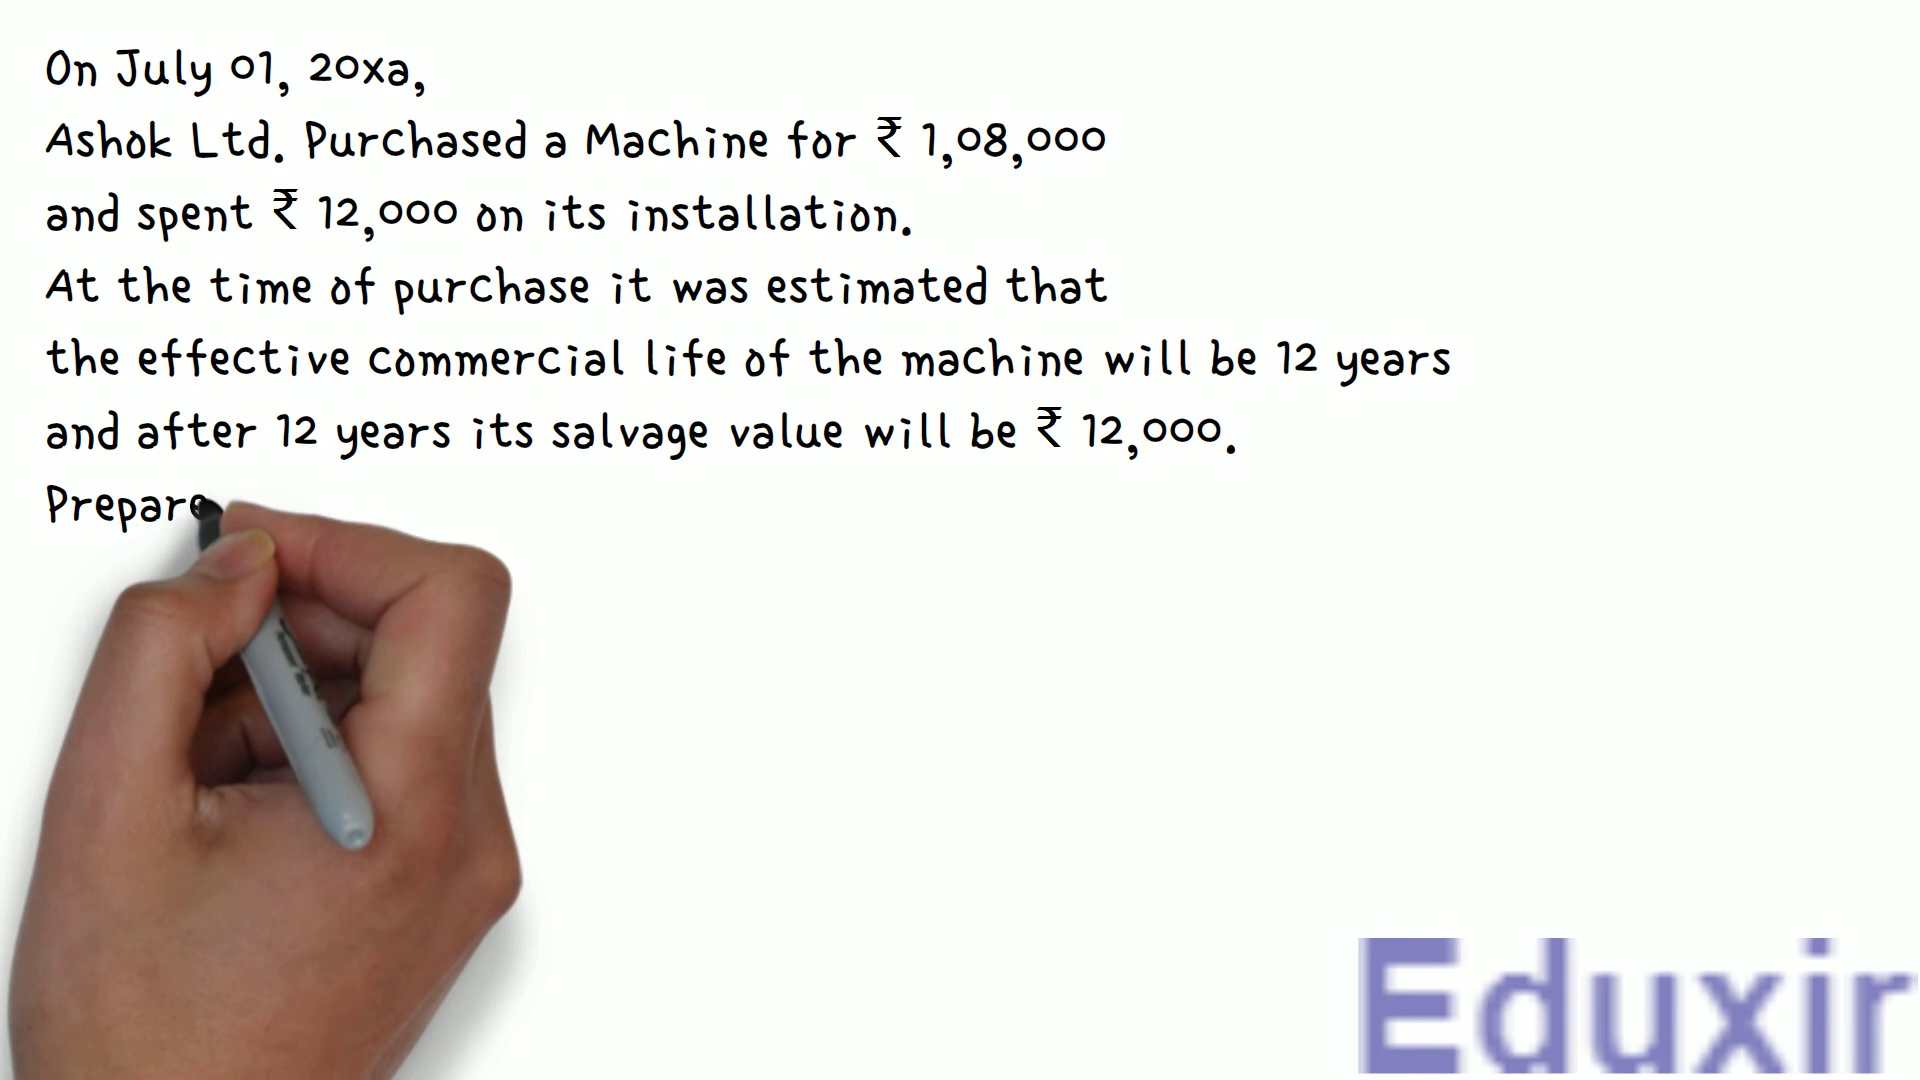 On July 01, 20xa,
Ashok Ltd. Purchased a Machine for ₹ 1,08,000
and spent ₹ 12,000 on its installation.
At the time of purchase it was estimated that
the effective commercial life of the machine will be 12 years
and after 12 years its salvage value will be ₹ 12,000.
Prepare
Eduxir